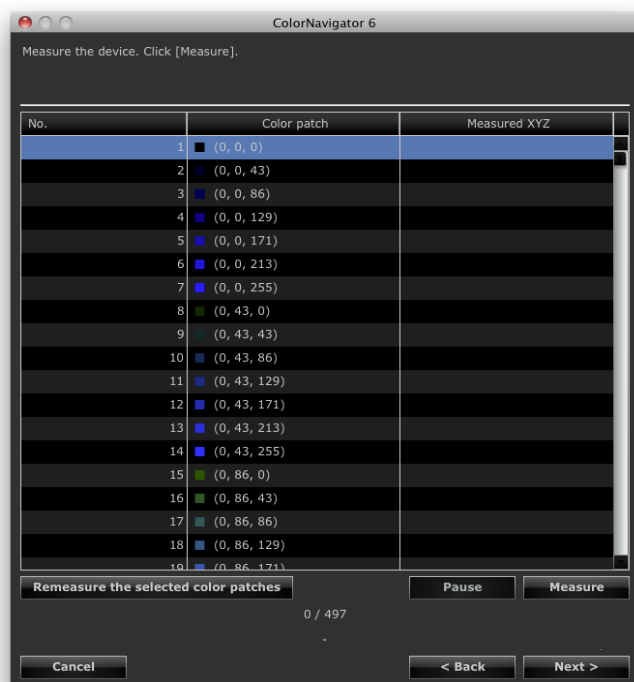 ColorNavigator 6
Measure the device. Click [Measure].
No. Color patch Measured XYZ
1 (0, 0, 0)
2 (0, 0, 43)
3 (0, 0, 86)
4 (0, 0, 129)
5 (0, 0, 171)
6 (0, 0, 213)
7 (0, 0, 255)
8 (0, 43, 0)
9 (0, 43, 43)
10 (0, 43, 86)
11 (0, 43, 129)
12 (0, 43, 171)
13 (0, 43, 213)
14 (0, 43, 255)
15 (0, 86, 0)
16 (0, 86, 43)
17 (0, 86, 86)
18 (0, 86, 129)
19 (0, 86, 171)
Remeasure the selected color patches Pause Measure
0 / 497
-
Cancel < Back Next >